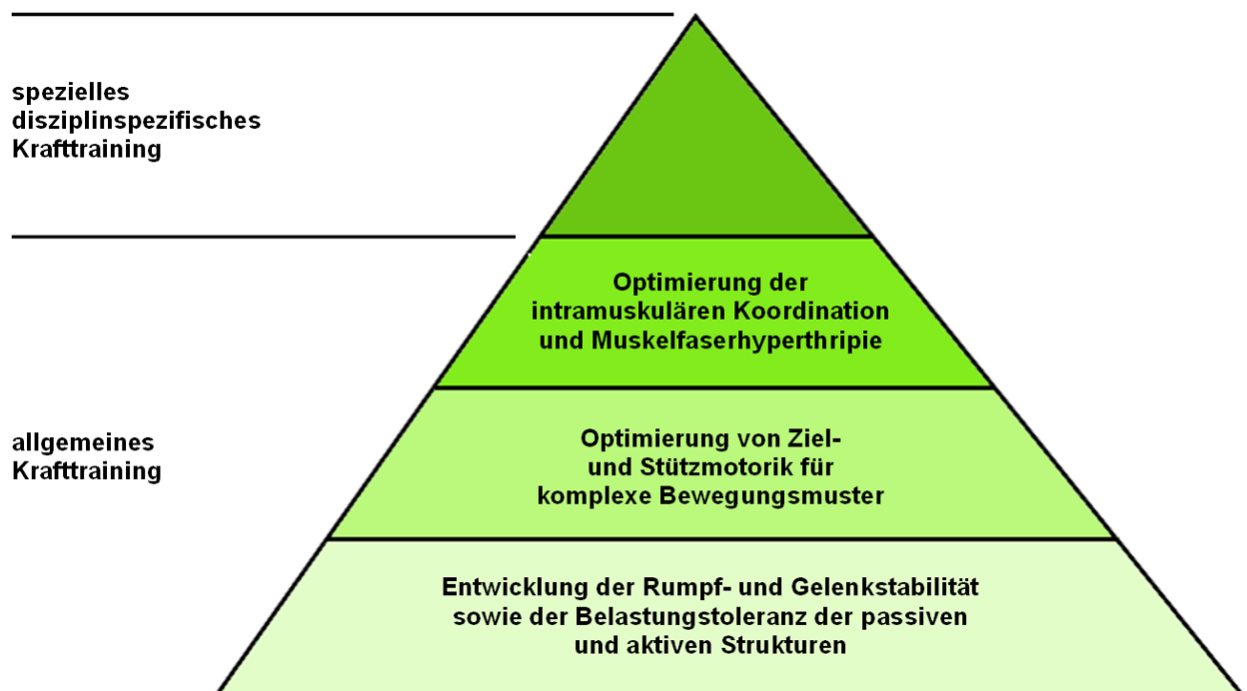 spezielles
disziplinspezifisches
Krafttraining
Optimierung der
intramuskulären Koordination
und Muskelfaserhyperthripie
allgemeines
Krafttraining
Optimierung von Ziel-
und Stützmotorik für
komplexe Bewegungsmuster
Entwicklung der Rumpf- und Gelenkstabilität
sowie der Belastungstoleranz der passiven
und aktiven Strukturen